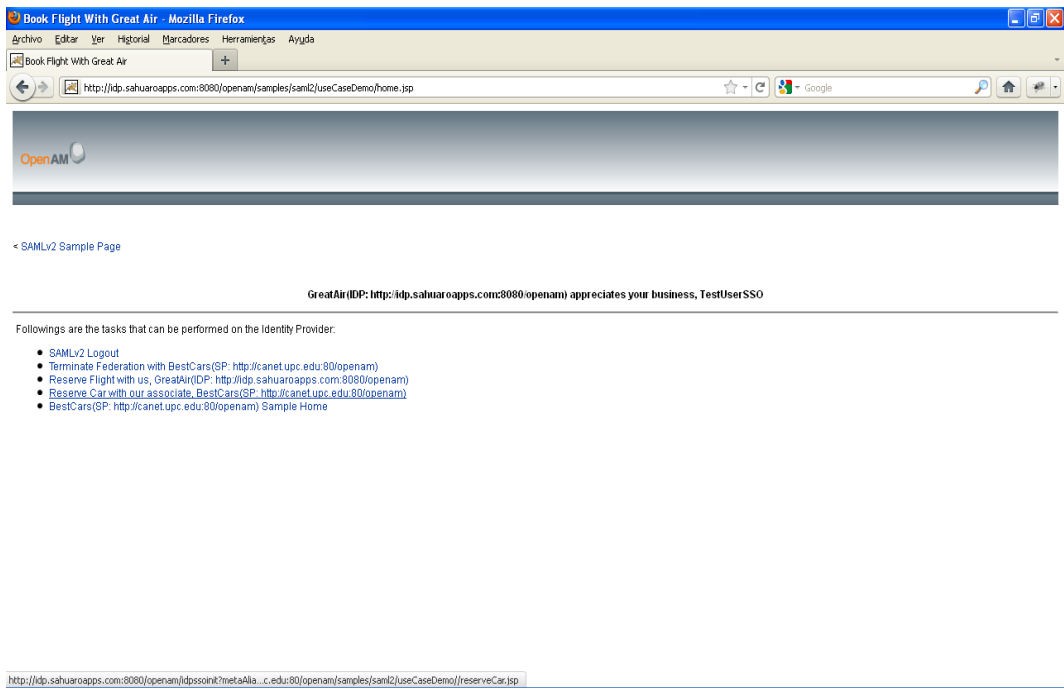 Book Flight With Great Air - Mozilla Firefox
Archivo Editar Ver Historial Marcadores Herramientas Ayuda
Book Flight With Great Air
http://idp.sahuaroapps.com:8080/openam/samples/saml2/useCaseDemo/home.jsp
Google
OpenAM
< SAMLv2 Sample Page
GreatAir(IDP: http://idp.sahuaroapps.com:8080/openam) appreciates your business, TestUserSSO
Followings are the tasks that can be performed on the Identity Provider:
SAMLv2 Logout
Terminate Federation with BestCars(SP: http://canet.upc.edu:80/openam)
Reserve Flight with us, GreatAir(IDP: http://idp.sahuaroapps.com:8080/openam)
Reserve Car with our associate, BestCars(SP: http://canet.upc.edu:80/openam)
BestCars(SP: http://canet.upc.edu:80/openam) Sample Home
http://idp.sahuaroapps.com:8080/openam/idpssoinit?metaAlia...c.edu:80/openam/samples/saml2/useCaseDemo//reserveCar.jsp